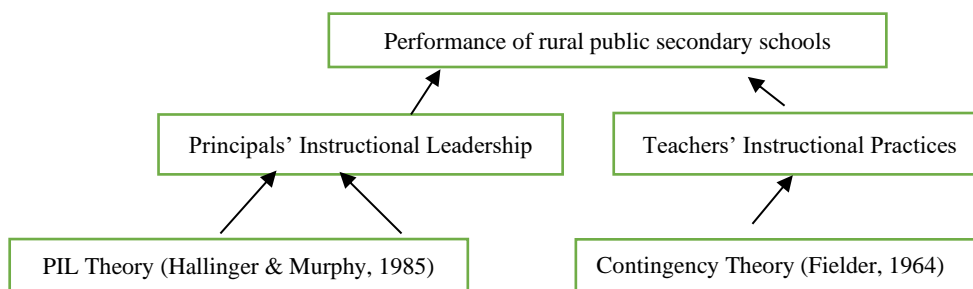 Performance of rural public secondary schools
Principals’ Instructional Leadership
Teachers’ Instructional Practices
PIL Theory (Hallinger & Murphy, 1985)
Contingency Theory (Fielder, 1964)